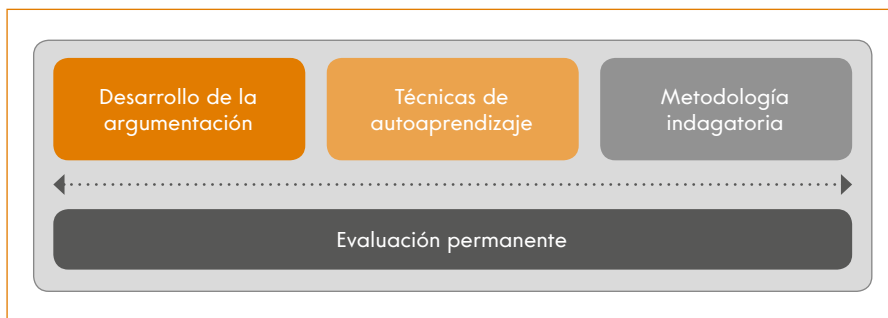 Desarrollo de la
argumentación
Técnicas de
autoaprendizaje
Metodología
indagatoria
Evaluación permanente